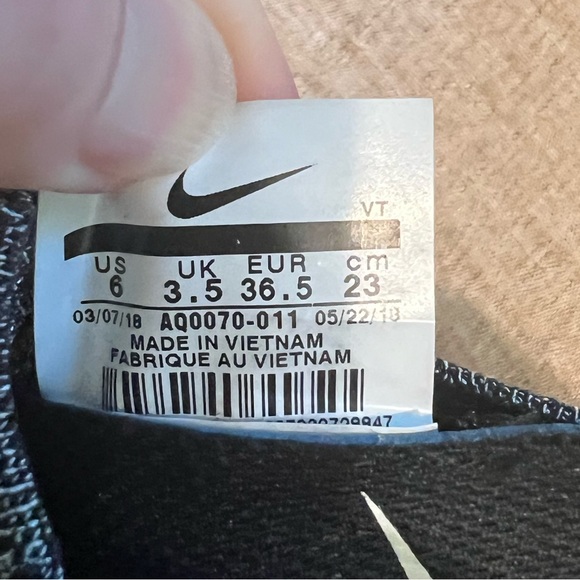 VT
US UK EUR cm
6 3.5 36.5 23
03/07/18 AQ0070-011 05/22/18
MADE IN VIETNAM
FABRIQUE AU VIETNAM